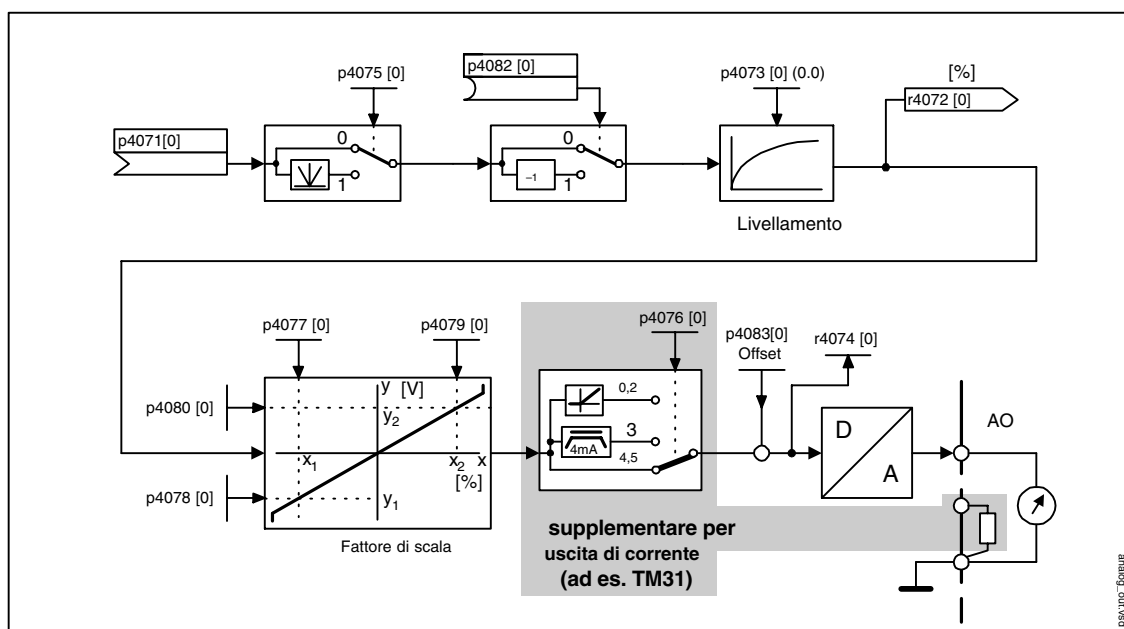 p4075 [0]
p4082 [0]
p4073 [0] (0.0)
[%]
r4072 [0]
p4071[0]
0
1
0
–1
1
Livellamento
p4077 [0]
p4079 [0]
p4076 [0]
p4083[0]
Offset
r4074 [0]
y [V]
y2
p4080 [0]
x1
x2 x
[%]
p4078 [0]
y1
Fattore di scala
0,2
3
4mA
4,5
D
A
AO
supplementare per
uscita di corrente
(ad es. TM31)
analog_out.vsd